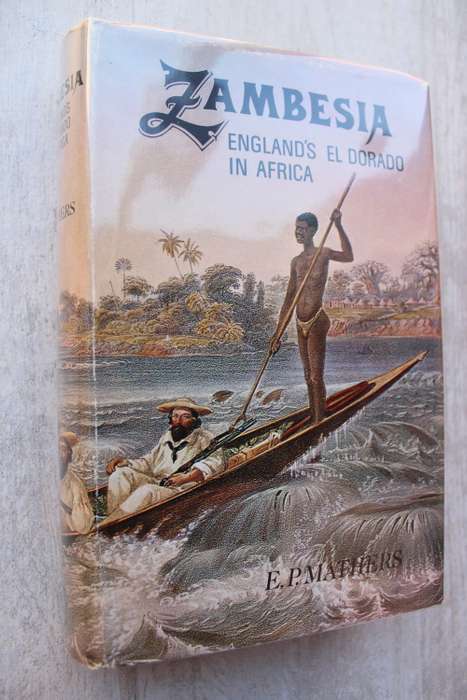 ZAMBESIA
ENGLAND'S EL DORADO
IN AFRICA
E. P. MATHERS